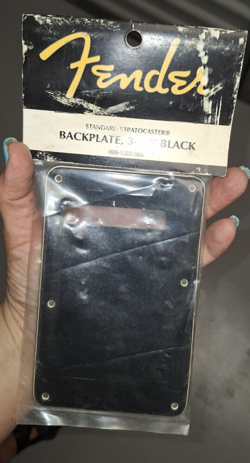 Fender
STANDARD STRATOCASTER®
BACKPLATE, BLACK